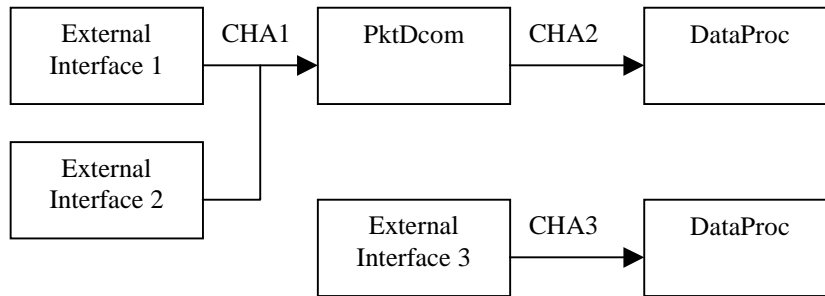 External
Interface 1
CHA1
PktDcom
CHA2
DataProc
External
Interface 2
External
Interface 3
CHA3
DataProc